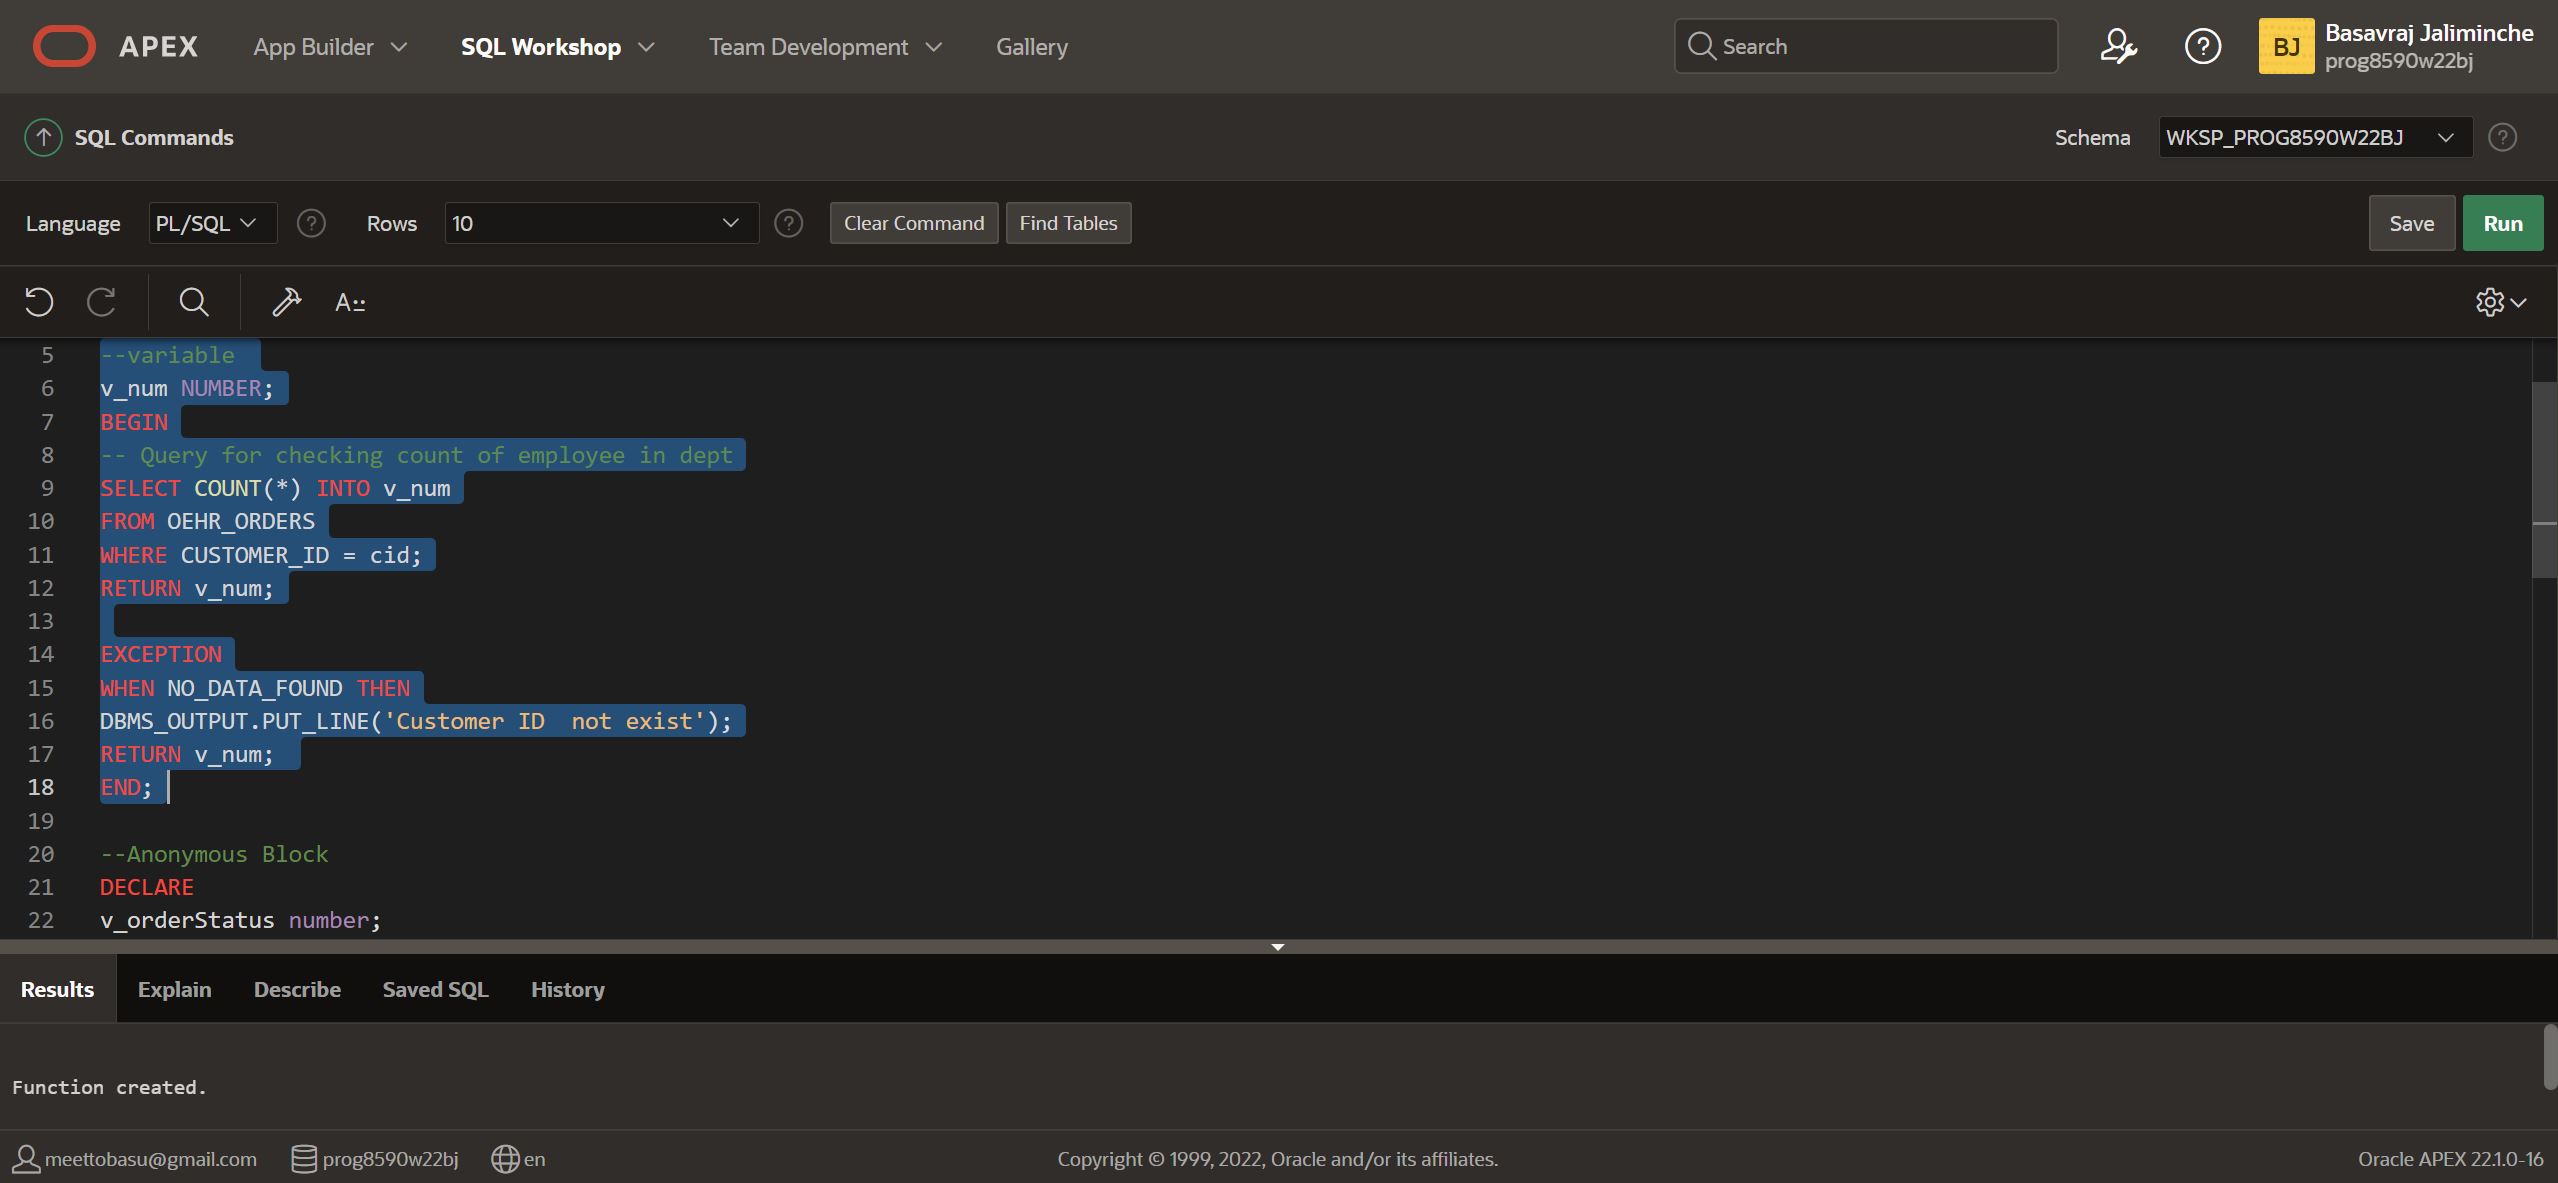 APEX App Builder SQL Workshop Team Development Gallery Search BJ Basavraj Jaliminche
prog8590w22bj
SQL Commands Schema WKSP_PROG8590W22BJ
Language PL/SQL Rows 10 Clear Command Find Tables Save Run
A
5 --variable
6 v_num NUMBER;
7 BEGIN
8 -- Query for checking count of employee in dept
9 SELECT COUNT(*) INTO v_num
10 FROM OEHR_ORDERS
11 WHERE CUSTOMER_ID = cid;
12 RETURN v_num;
13
14 EXCEPTION
15 WHEN NO_DATA_FOUND THEN
16 DBMS_OUTPUT.PUT_LINE('Customer ID  not exist');
17 RETURN v_num;
18 END;
19
20 --Anonymous Block
21 DECLARE
22 v_orderStatus number;
Results Explain Describe Saved SQL History
Function created.
meettobasu@gmail.com prog8590w22bj en Copyright © 1999, 2022, Oracle and/or its affiliates. Oracle APEX 22.1.0-16